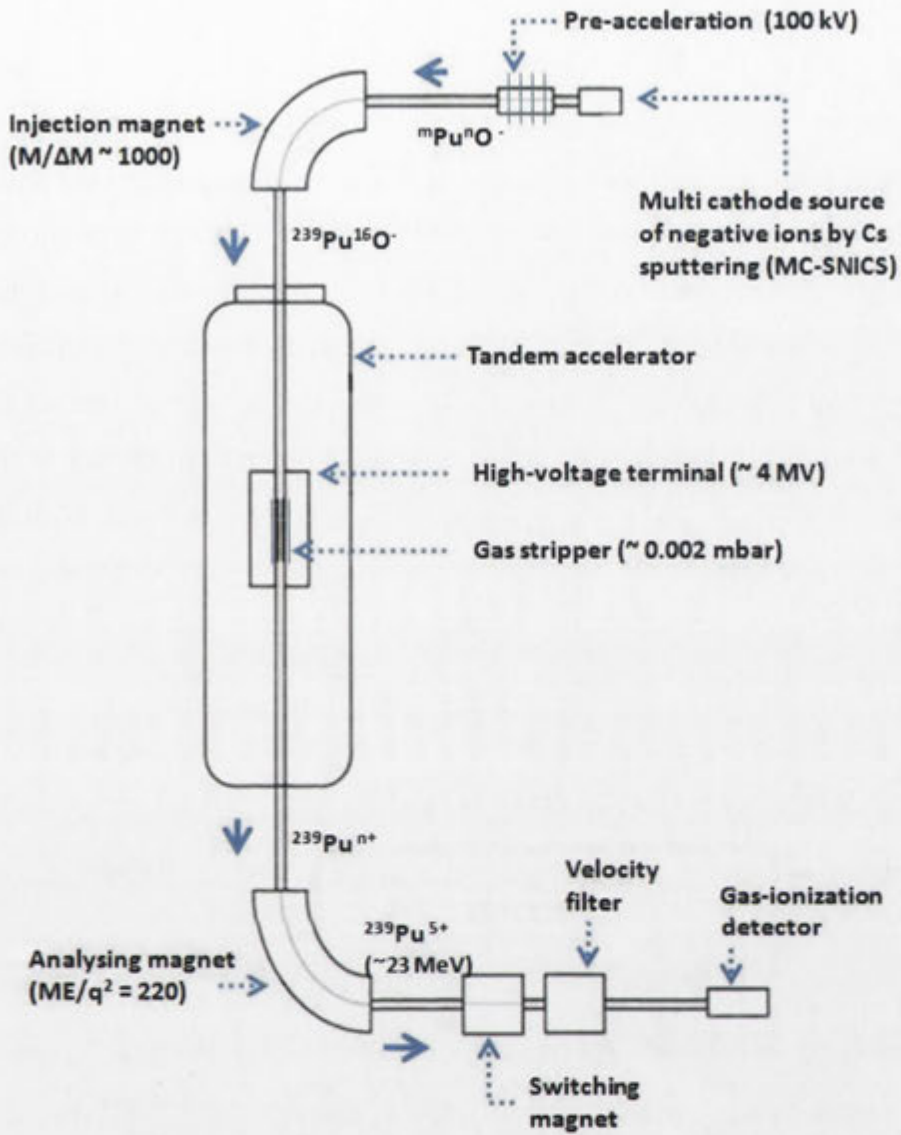 Pre-acceleration (100 kV)
Injection magnet
(M/ΔM ~ 1000)
ᵐPuⁿO⁻
Multi cathode source
of negative ions by Cs
sputtering (MC-SNICS)
²³⁹Pu¹⁶O⁻
Tandem accelerator
High-voltage terminal (~ 4 MV)
Gas stripper (~ 0.002 mbar)
²³⁹Puⁿ⁺
Velocity
filter
Gas-ionization
detector
²³⁹Pu⁵⁺
(~23 MeV)
Analysing magnet
(ME/q² = 220)
Switching
magnet